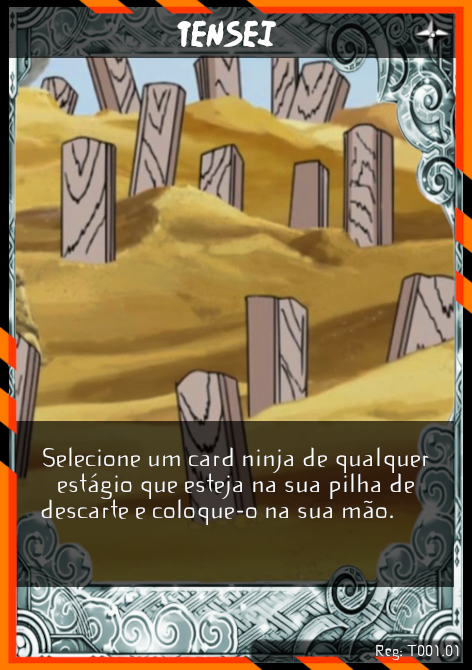 TENSEI
Selecione um card ninja de qualquer
estágio que esteja na sua pilha de
descarte e coloque-o na sua mão.
Reg: T001.01